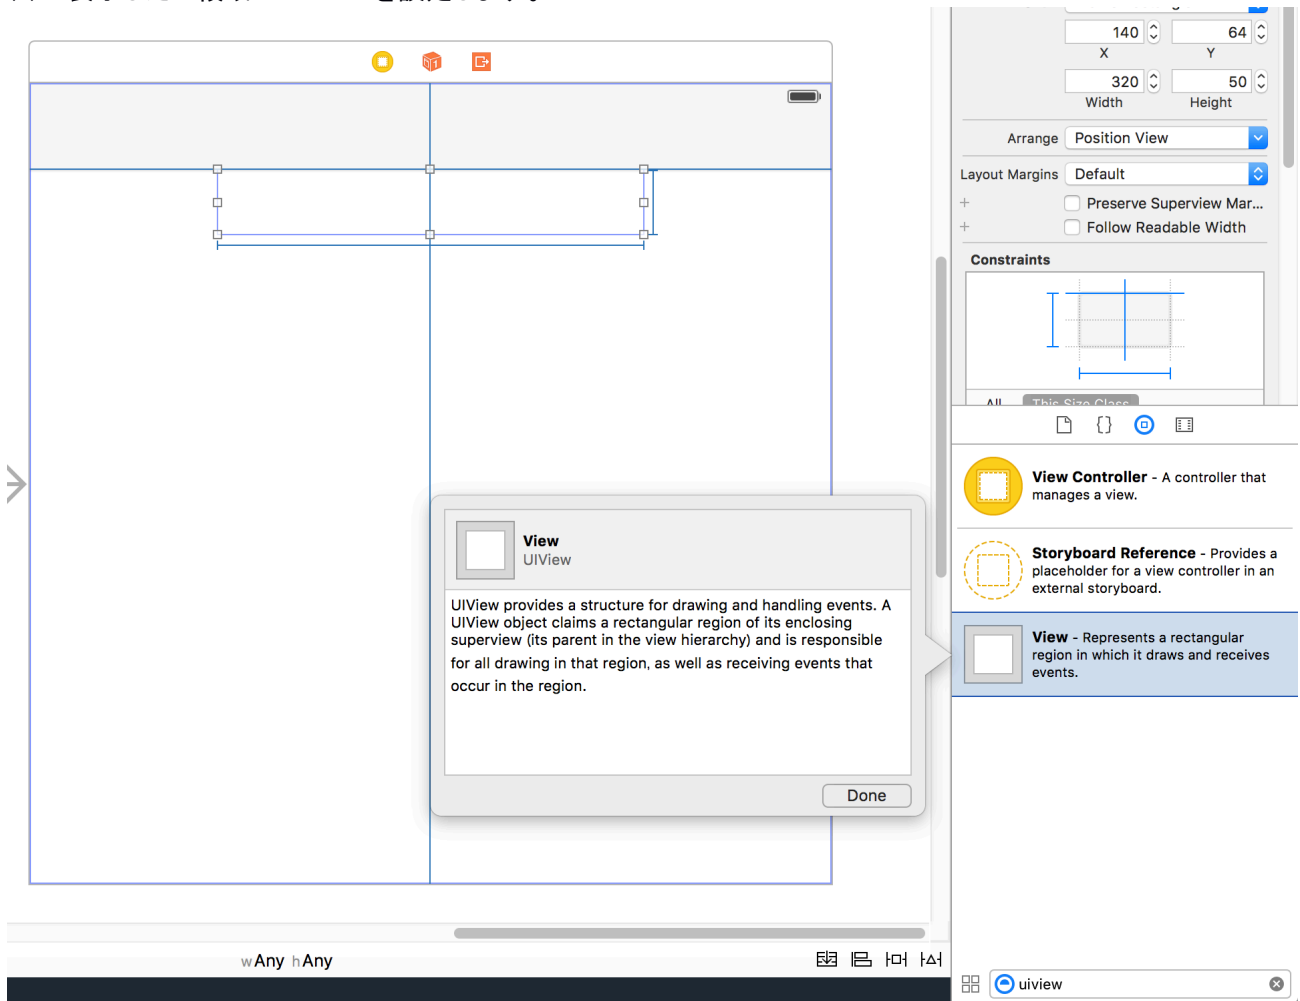 140
64
X
Y
320
50
Width
Height
Arrange
Position View
Layout Margins
Default
+
Preserve Superview Mar...
+
Follow Readable Width
Constraints
All
This Size Class
View Controller - A controller that
manages a view.
Storyboard Reference - Provides a
placeholder for a view controller in an
external storyboard.
View - Represents a rectangular
region in which it draws and receives
events.
View
UIView
UIView provides a structure for drawing and handling events. A
UIView object claims a rectangular region of its enclosing
superview (its parent in the view hierarchy) and is responsible
for all drawing in that region, as well as receiving events that
occur in the region.
Done
wAny hAny
uiview